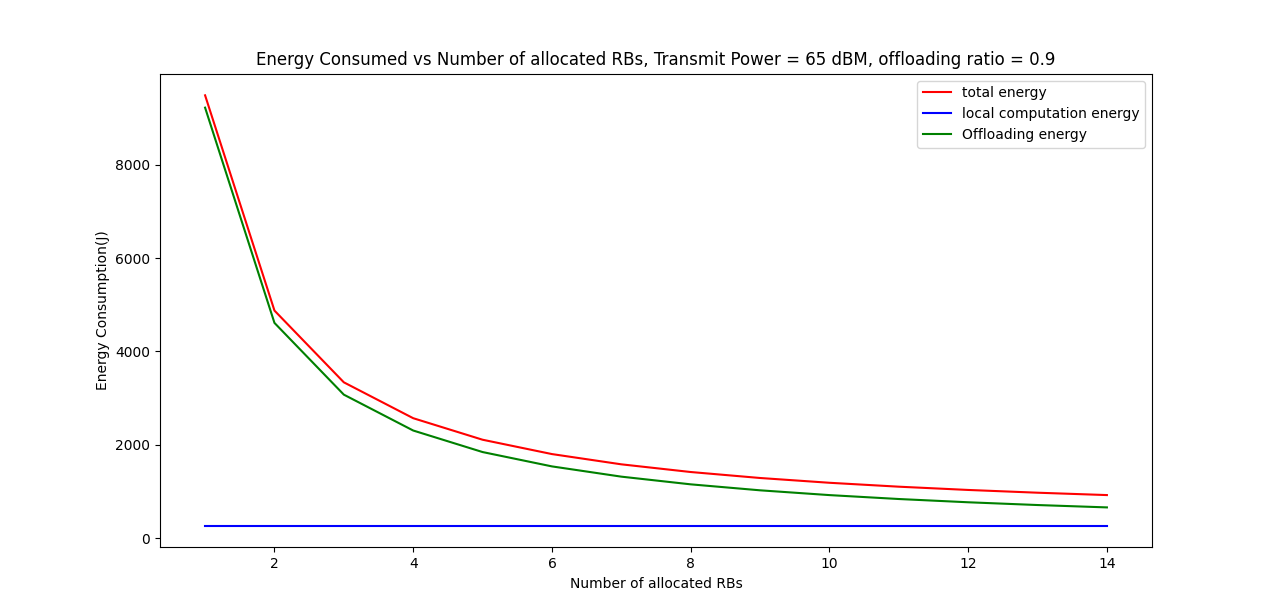 Energy Consumed vs Number of allocated RBs, Transmit Power = 65 dBM, offloading ratio = 0.9
total energy
local computation energy
Offloading energy
8000
6000
4000
2000
0
Energy Consumption(J)
2 4 6 8 10 12 14
Number of allocated RBs